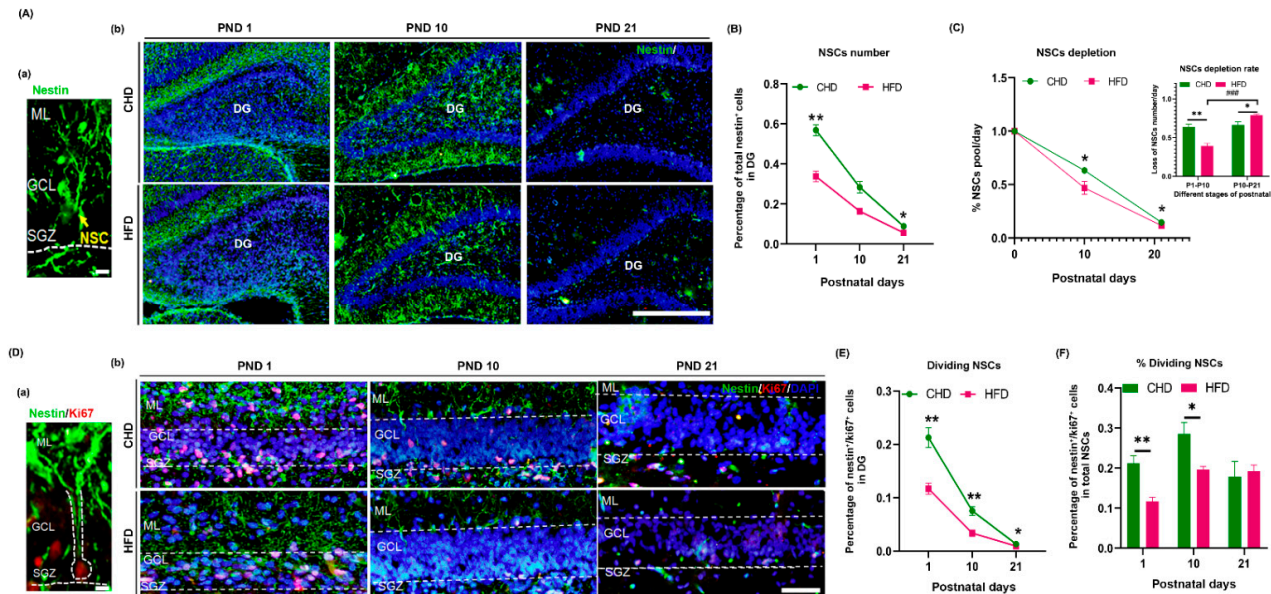 (A)
(a)
Nestin
ML
GCL
SGZ
NSC
(b)
PND 1
PND 10
PND 21
Nestin/DAPI
CHD
DG
DG
DG
HFD
DG
DG
DG
(B)
NSCs number
CHD
HFD
Percentage of total nestin⁺ cells
in DG
0.8
0.6
0.4
0.2
0.0
**
*
1
10
21
Postnatal days
(C)
NSCs depletion
CHD
HFD
% NSCs pool/day
1.5
1.0
0.5
0.0
*
*
0
10
20
Postnatal days
NSCs depletion rate
CHD
HFD
###
**
*
Loss of NSCs number/day
1.0
0.5
0.0
P1-P10
P10-P21
Different stages of postnatal
(D)
(a)
Nestin/Ki67
ML
GCL
SGZ
(b)
PND 1
PND 10
PND 21
Nestin/Ki67/DAPI
CHD
ML
GCL
SGZ
ML
GCL
SGZ
ML
GCL
SGZ
HFD
ML
GCL
SGZ
ML
GCL
SGZ
ML
GCL
SGZ
(E)
Dividing NSCs
CHD
HFD
Percentage of nestin⁺/ki67⁺ cells
in DG
0.3
0.2
0.1
0.0
**
**
*
1
10
21
Postnatal days
(F)
% Dividing NSCs
CHD
HFD
Percentage of nestin⁺/ki67⁺ cells
in total NSCs
0.4
0.3
0.2
0.1
0.0
**
*
1
10
21
Postnatal days